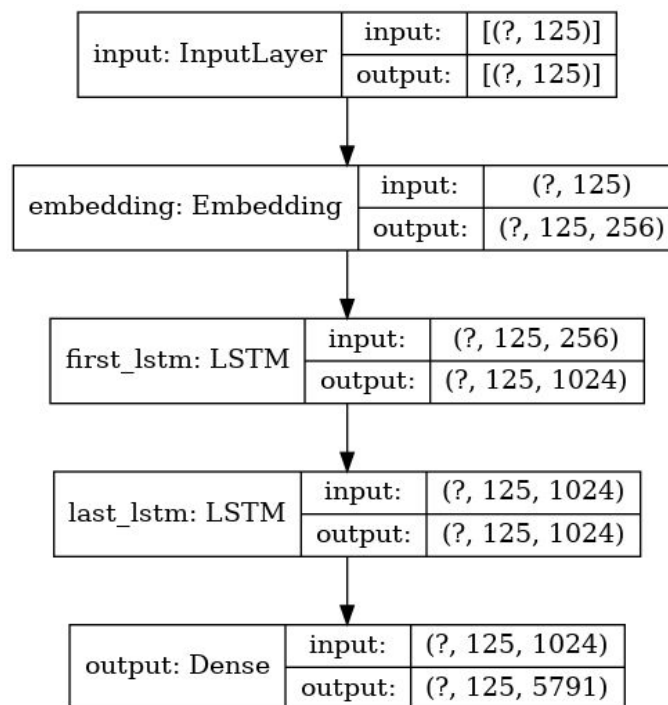 input: InputLayer
input: [(?, 125)]
output: [(?, 125)]
embedding: Embedding
input: (?, 125)
output: (?, 125, 256)
first_lstm: LSTM
input: (?, 125, 256)
output: (?, 125, 1024)
last_lstm: LSTM
input: (?, 125, 1024)
output: (?, 125, 1024)
output: Dense
input: (?, 125, 1024)
output: (?, 125, 5791)